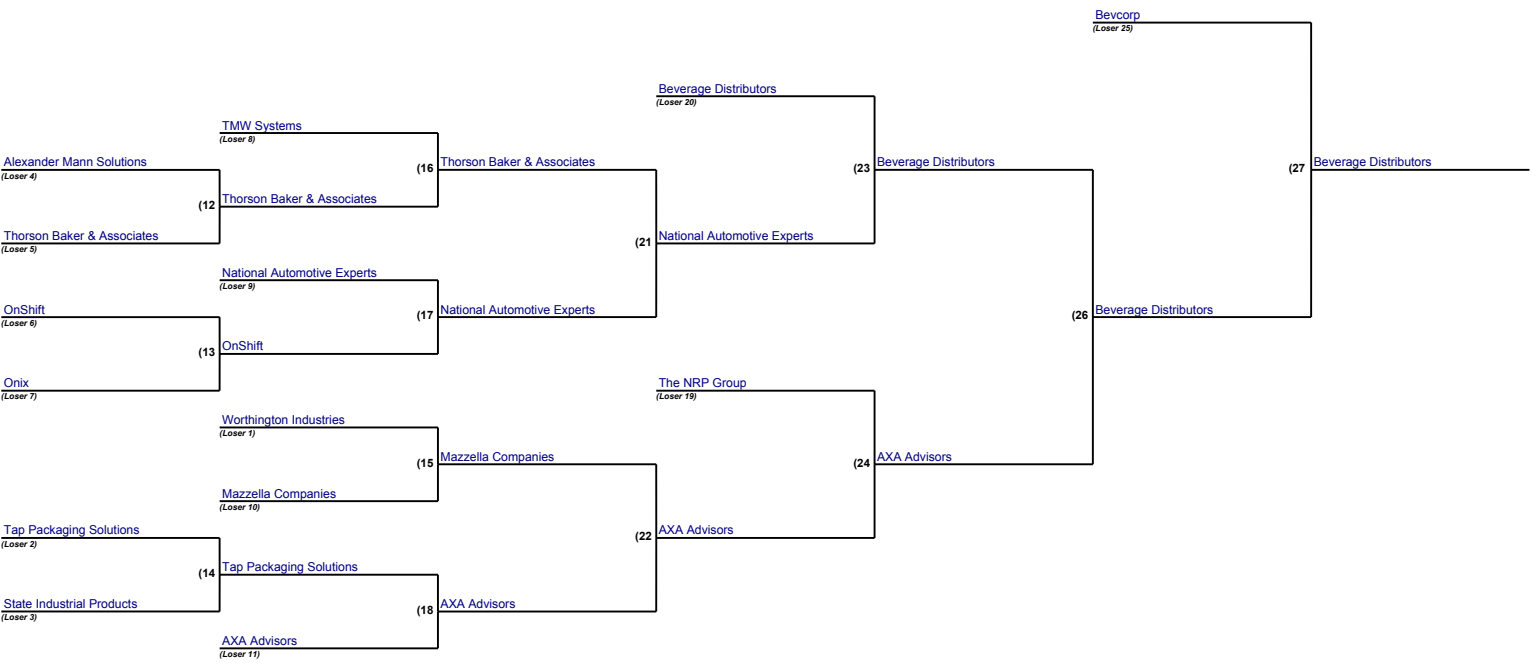 Bevcorp
(Loser 25)
Beverage Distributors
(Loser 20)
TMW Systems
(Loser 8)
Alexander Mann Solutions
(Loser 4)
(16
Thorson Baker & Associates
(23
Beverage Distributors
(27
Beverage Distributors
(12
Thorson Baker & Associates
Thorson Baker & Associates
(Loser 5)
(21
National Automotive Experts
National Automotive Experts
(Loser 9)
OnShift
(Loser 6)
(17
National Automotive Experts
(26
Beverage Distributors
(13
OnShift
Onix
(Loser 7)
The NRP Group
(Loser 19)
Worthington Industries
(Loser 1)
(15
Mazzella Companies
(24
AXA Advisors
Mazzella Companies
(Loser 10)
Tap Packaging Solutions
(Loser 2)
(22
AXA Advisors
(14
Tap Packaging Solutions
State Industrial Products
(Loser 3)
(18
AXA Advisors
AXA Advisors
(Loser 11)